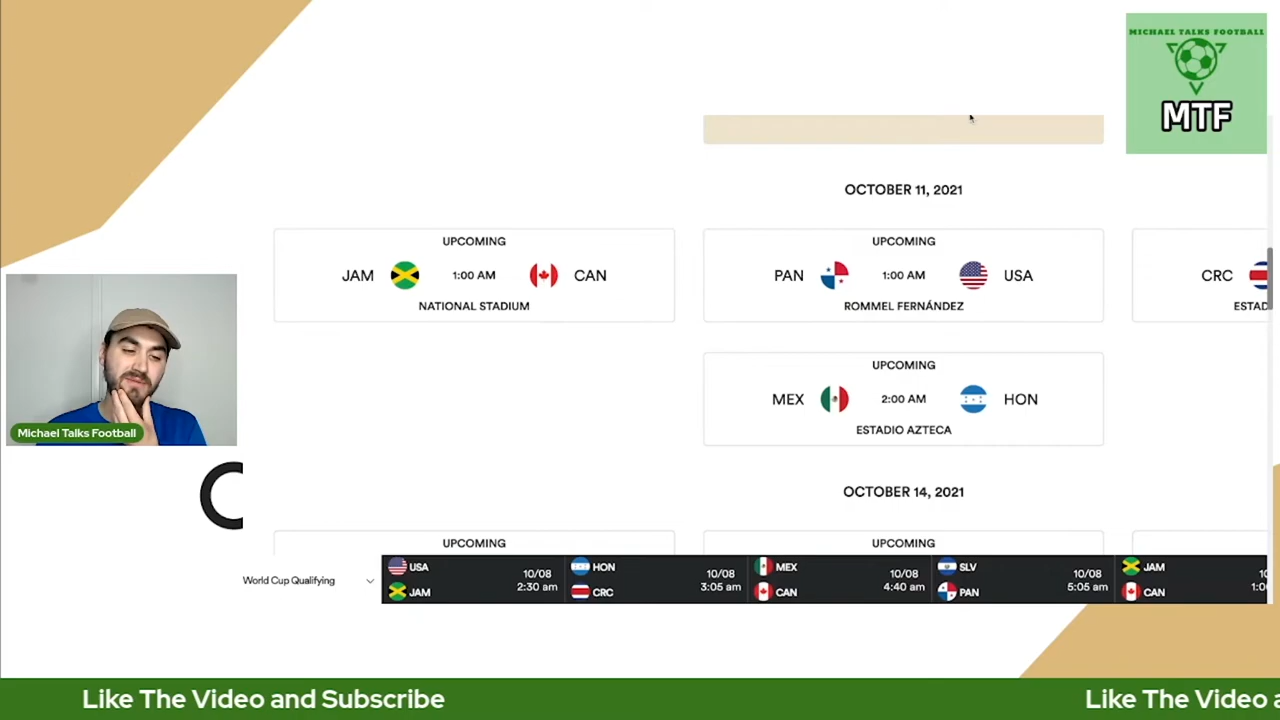 MICHAEL TALKS FOOTBALL
MTF
OCTOBER 11, 2021
UPCOMING
JAM 1:00 AM CAN
NATIONAL STADIUM
UPCOMING
PAN 1:00 AM USA
ROMMEL FERNÁNDEZ
CRC
ESTAD
UPCOMING
MEX 2:00 AM HON
ESTADIO AZTECA
Michael Talks Football
OCTOBER 14, 2021
UPCOMING
UPCOMING
World Cup Qualifying
USA
JAM
10/08
2:30 am
HON
CRC
10/08
3:05 am
MEX
CAN
10/08
4:40 am
SLV
PAN
10/08
5:05 am
JAM
CAN
10
1:0
Like The Video and Subscribe
Like The Video a